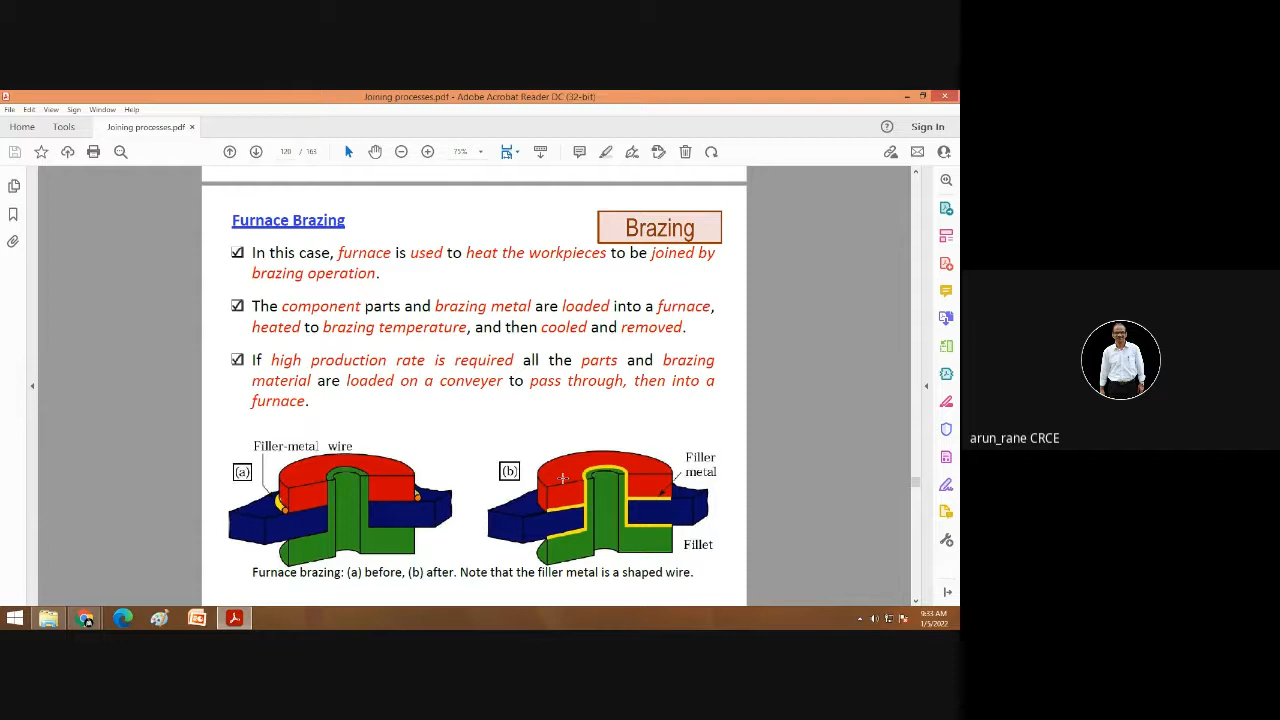 Joining processes.pdf - Adobe Acrobat Reader DC (32-bit)
File Edit View Sign Window Help
Home Tools Joining processes.pdf × Sign In
120 / 163 75%
Furnace Brazing
Brazing
In this case, furnace is used to heat the workpieces to be joined by
brazing operation.
The component parts and brazing metal are loaded into a furnace,
heated to brazing temperature, and then cooled and removed.
If high production rate is required all the parts and brazing
material are loaded on a conveyer to pass through, then into a
furnace.
Filler-metal wire
(a)
(b)
Filler
metal
Fillet
Furnace brazing: (a) before, (b) after. Note that the filler metal is a shaped wire.
arun_rane CRCE
9:33 AM
1/5/2022